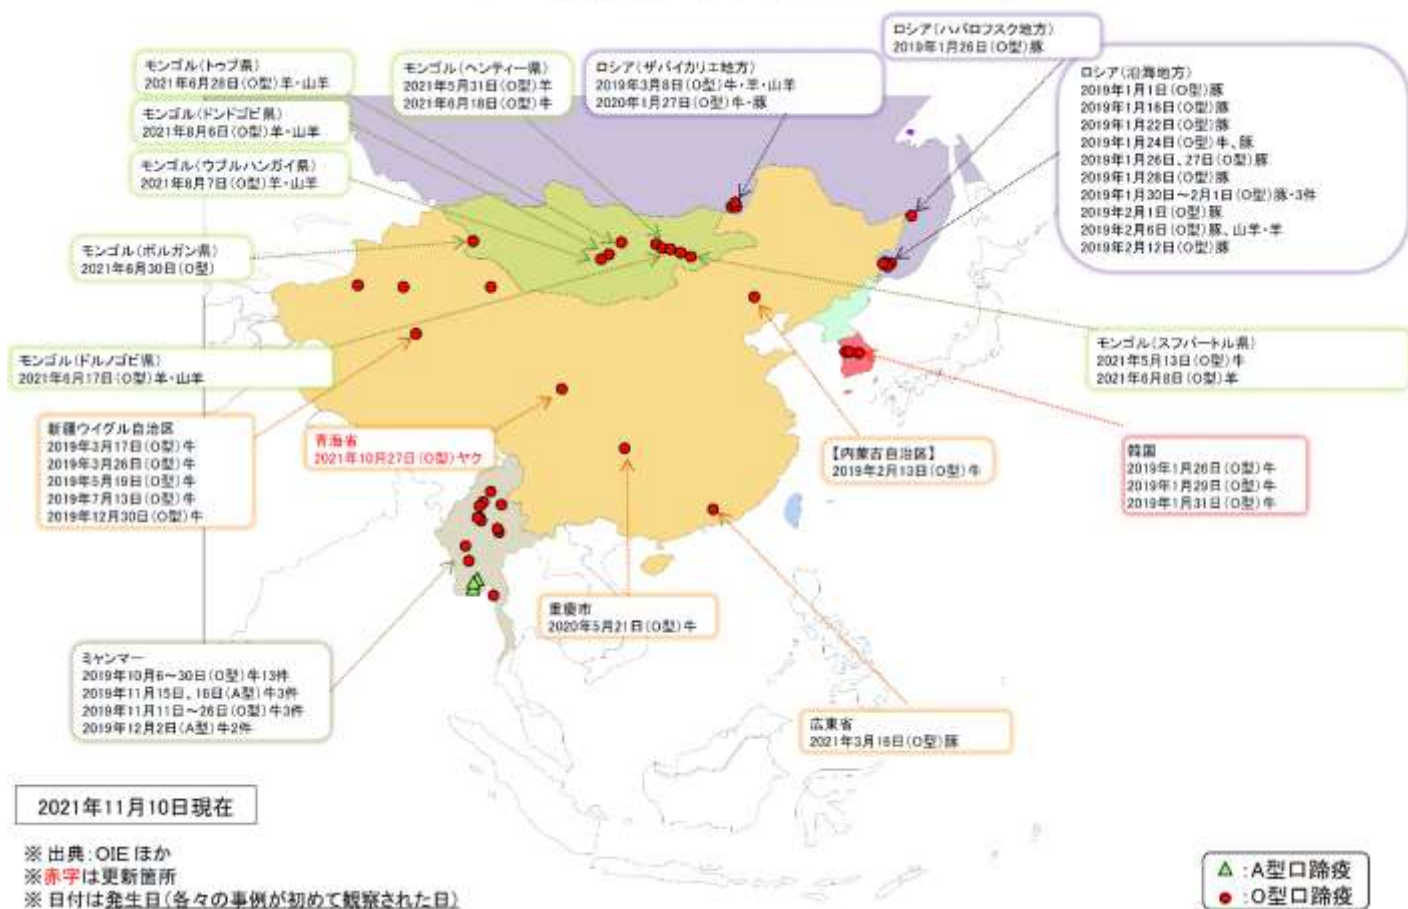 ロシア(ハバロフスク地方)
2019年1月26日(O型)豚
モンゴル(トゥブ県)
2021年6月28日(O型)羊・山羊
モンゴル(ヘンティー県)
2021年5月31日(O型)羊
2021年6月18日(O型)牛
ロシア(ザバイカリエ地方)
2019年3月8日(O型)牛・羊・山羊
2020年1月27日(O型)牛・豚
ロシア(沿海地方)
2019年1月1日(O型)豚
2019年1月16日(O型)豚
2019年1月22日(O型)豚
2019年1月24日(O型)牛、豚
2019年1月26日、27日(O型)豚
2019年1月28日(O型)豚
2019年1月30日～2月1日(O型)豚・3件
2019年2月1日(O型)豚
2019年2月6日(O型)豚、山羊・羊
2019年2月12日(O型)豚
モンゴル(ドンドゴビ県)
2021年8月6日(O型)羊・山羊
モンゴル(ウブルハンガイ県)
2021年8月7日(O型)羊・山羊
モンゴル(ボルガン県)
2021年6月30日(O型)
モンゴル(ドルノゴビ県)
2021年6月17日(O型)羊・山羊
モンゴル(スフバートル県)
2021年5月13日(O型)牛
2021年6月8日(O型)羊
新疆ウイグル自治区
2019年3月17日(O型)牛
2019年3月26日(O型)牛
2019年5月19日(O型)牛
2019年7月13日(O型)牛
2019年12月30日(O型)牛
青海省
2021年10月27日(O型)ヤク
【内蒙古自治区】
2019年2月13日(O型)牛
韓国
2019年1月26日(O型)牛
2019年1月29日(O型)牛
2019年1月31日(O型)牛
重慶市
2020年5月21日(O型)牛
ミャンマー
2019年10月6～30日(O型)牛13件
2019年11月15日、16日(A型)牛3件
2019年11月11日～26日(O型)牛3件
2019年12月2日(A型)牛2件
広東省
2021年3月16日(O型)豚
2021年11月10日現在
※ 出典:OIE ほか
※赤字は更新箇所
※ 日付は発生日(各々の事例が初めて観察された日)
:A型口蹄疫
:O型口蹄疫